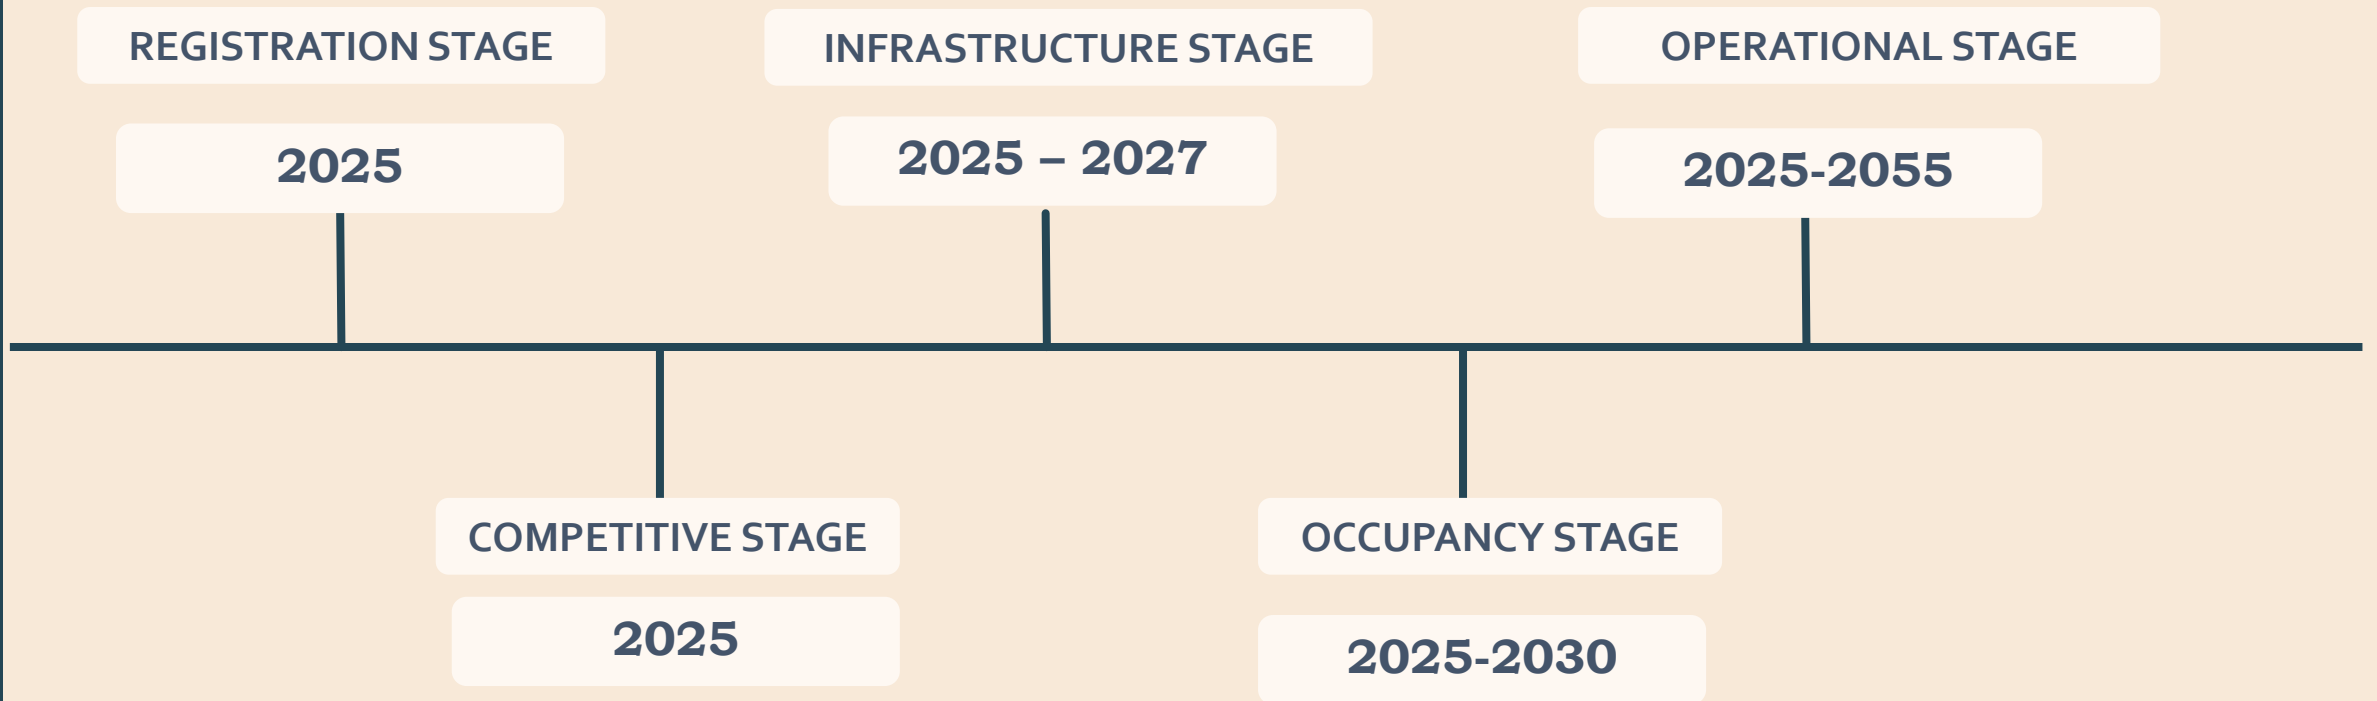 REGISTRATION STAGE
2025
INFRASTRUCTURE STAGE
2025 – 2027
OPERATIONAL STAGE
2025-2055
COMPETITIVE STAGE
2025
OCCUPANCY STAGE
2025-2030